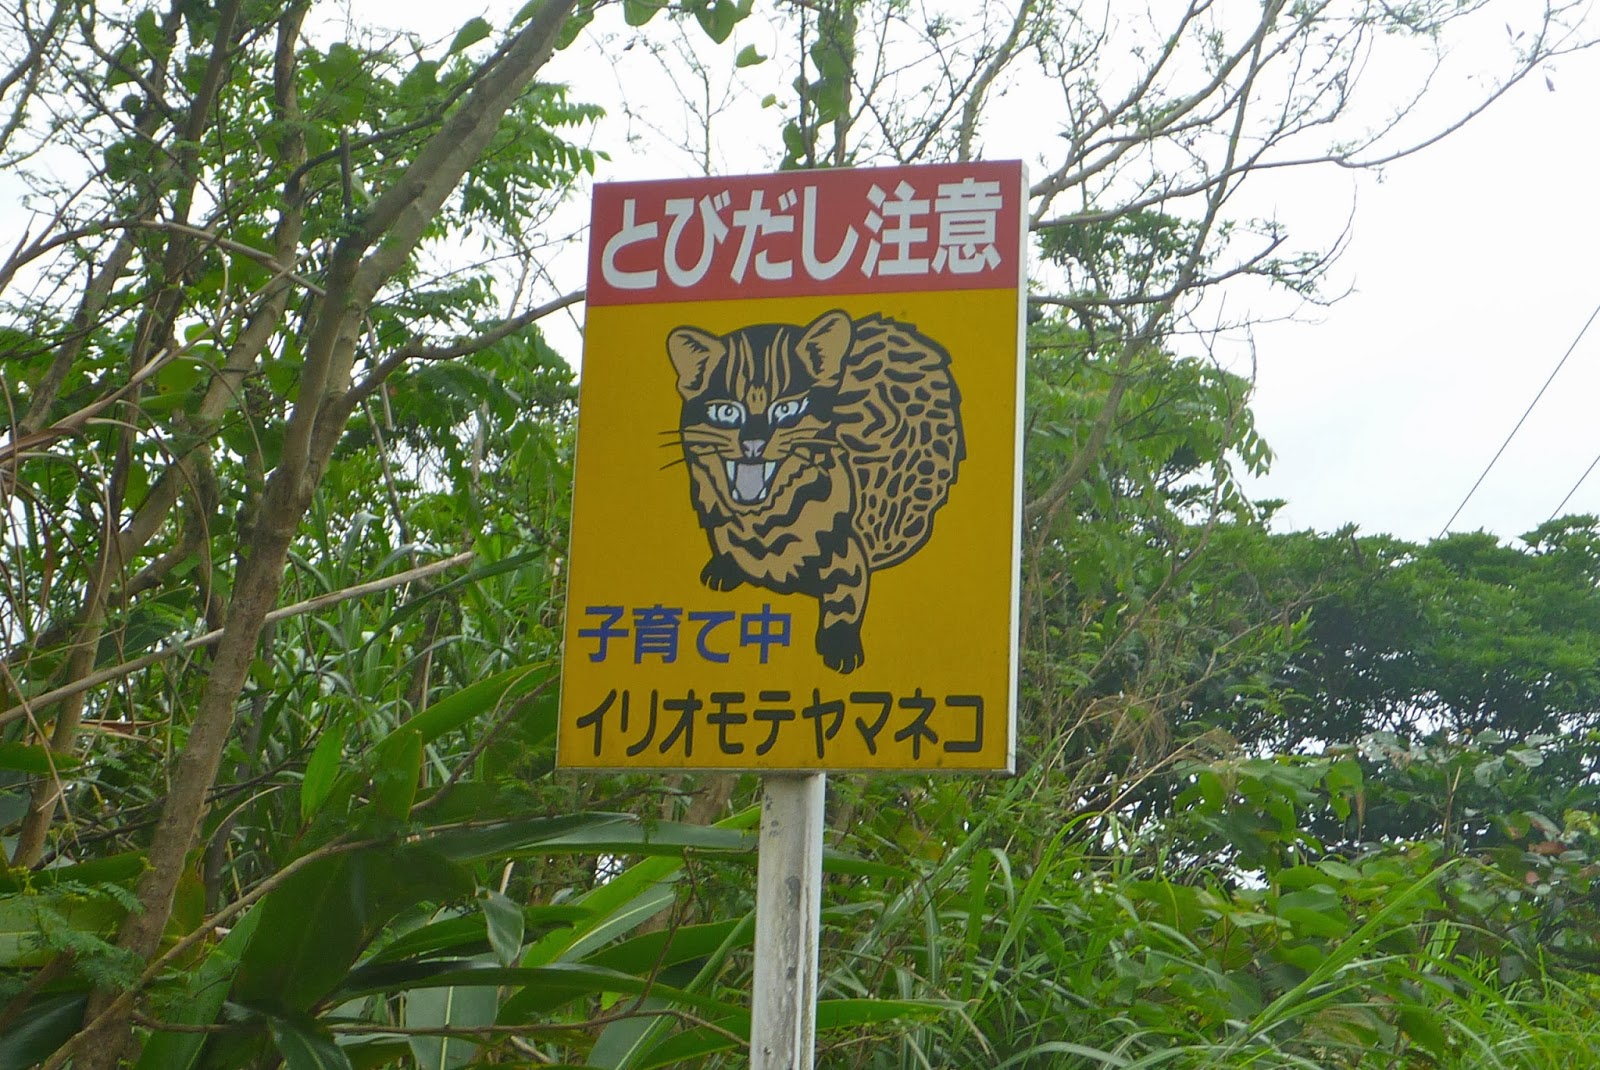 とびだし注意
子育て中
イリオモテヤマネコ